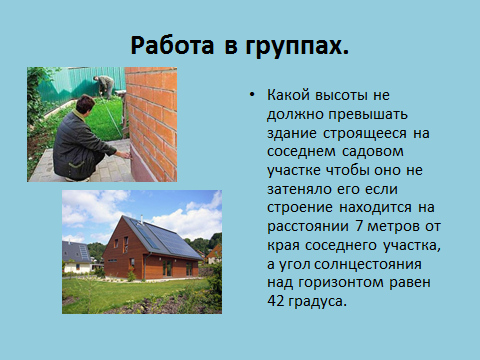 Работа в группах.
• Какой высоты не
должно превышать
здание строящееся на
соседнем садовом
участке чтобы оно не
затеняло его если
строение находится на
расстоянии 7 метров от
края соседнего участка,
а угол солнцестояния
над горизонтом равен
42 градуса.